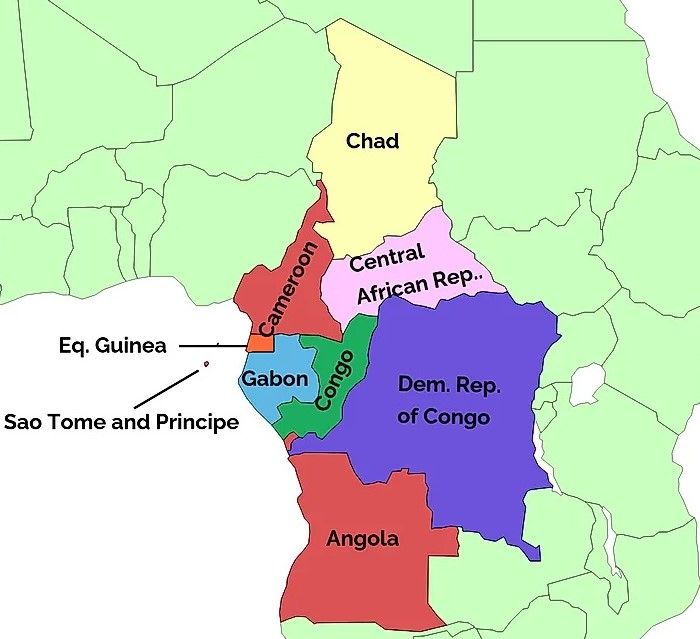 Chad
Central
African Rep..
Cameroon
Eq. Guinea
Gabon
Congo
Dem. Rep.
of Congo
Sao Tome and Principe
Angola